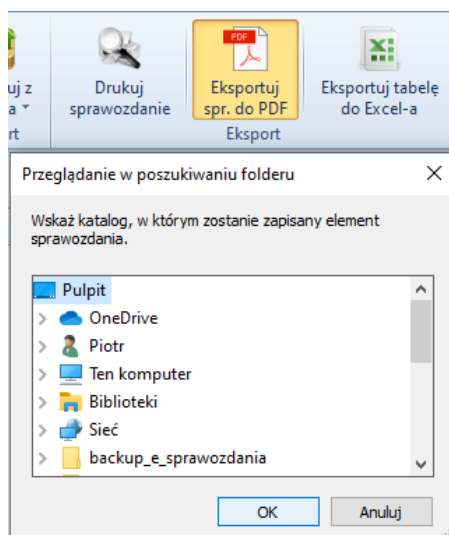 uj z
a
rt
Drukuj
sprawozdanie
PDF
Eksportuj
spr. do PDF
Eksport
Eksportuj tabelę
do Excel-a
Przeglądanie w poszukiwaniu folderu
Wskaż katalog, w którym zostanie zapisany element
sprawozdania.
Pulpit
OneDrive
Piotr
Ten komputer
Biblioteki
Sieć
backup_e_sprawozdania
OK
Anuluj